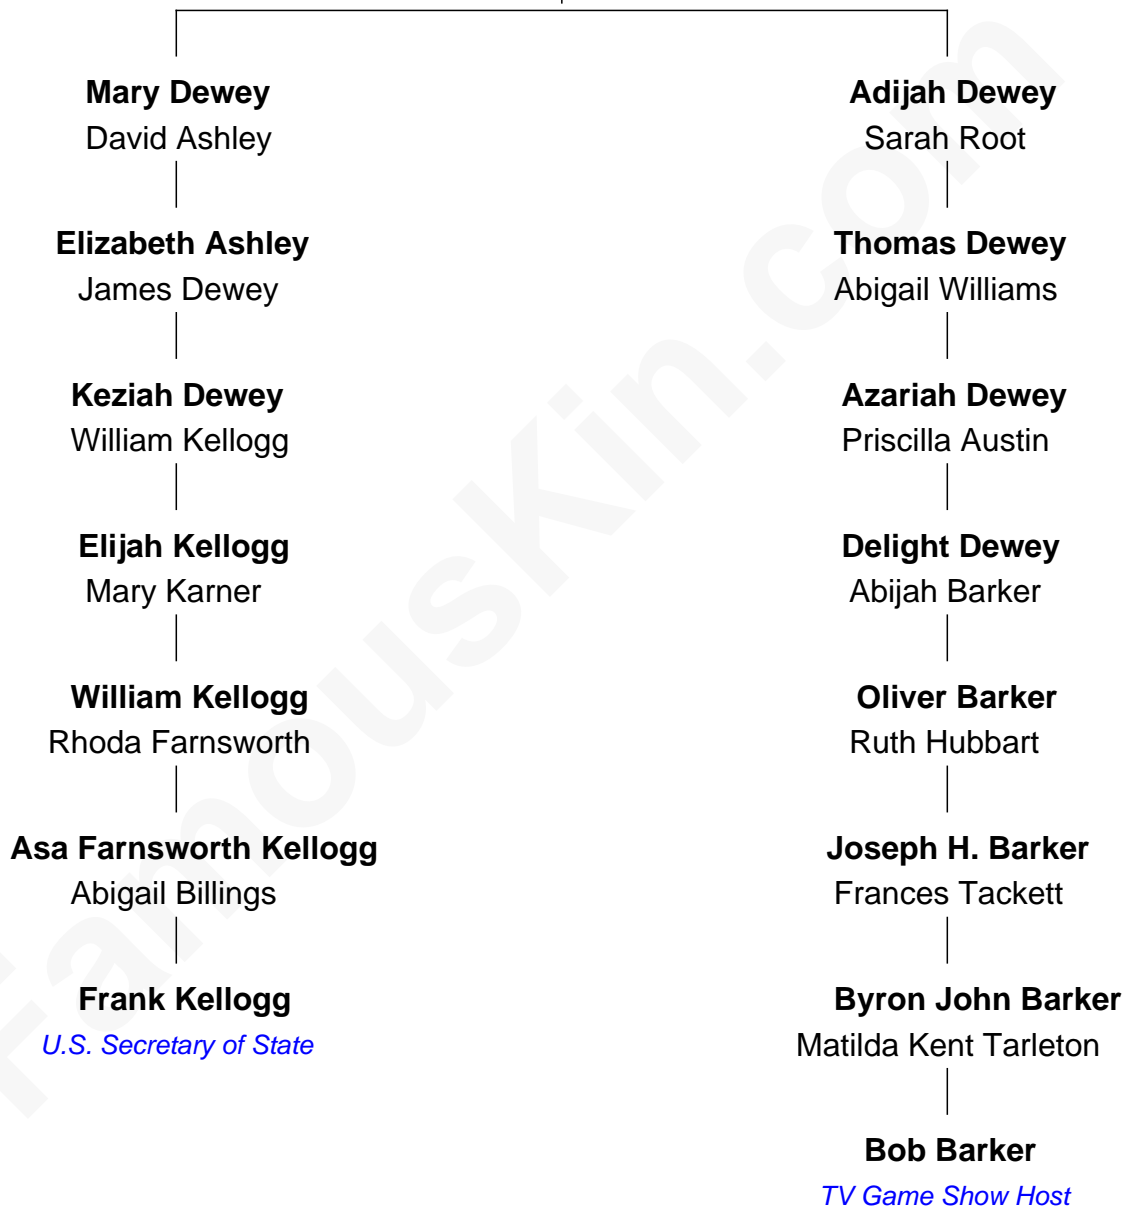 Mary Dewey
David Ashley
Elizabeth Ashley
James Dewey
Keziah Dewey
William Kellogg
Elijah Kellogg
Mary Karner
William Kellogg
Rhoda Farnsworth
Asa Farnsworth Kellogg
Abigail Billings
Frank Kellogg
U.S. Secretary of State
Adijah Dewey
Sarah Root
Thomas Dewey
Abigail Williams
Azariah Dewey
Priscilla Austin
Delight Dewey
Abijah Barker
Oliver Barker
Ruth Hubbart
Joseph H. Barker
Frances Tackett
Byron John Barker
Matilda Kent Tarleton
Bob Barker
TV Game Show Host
FamousKin.com